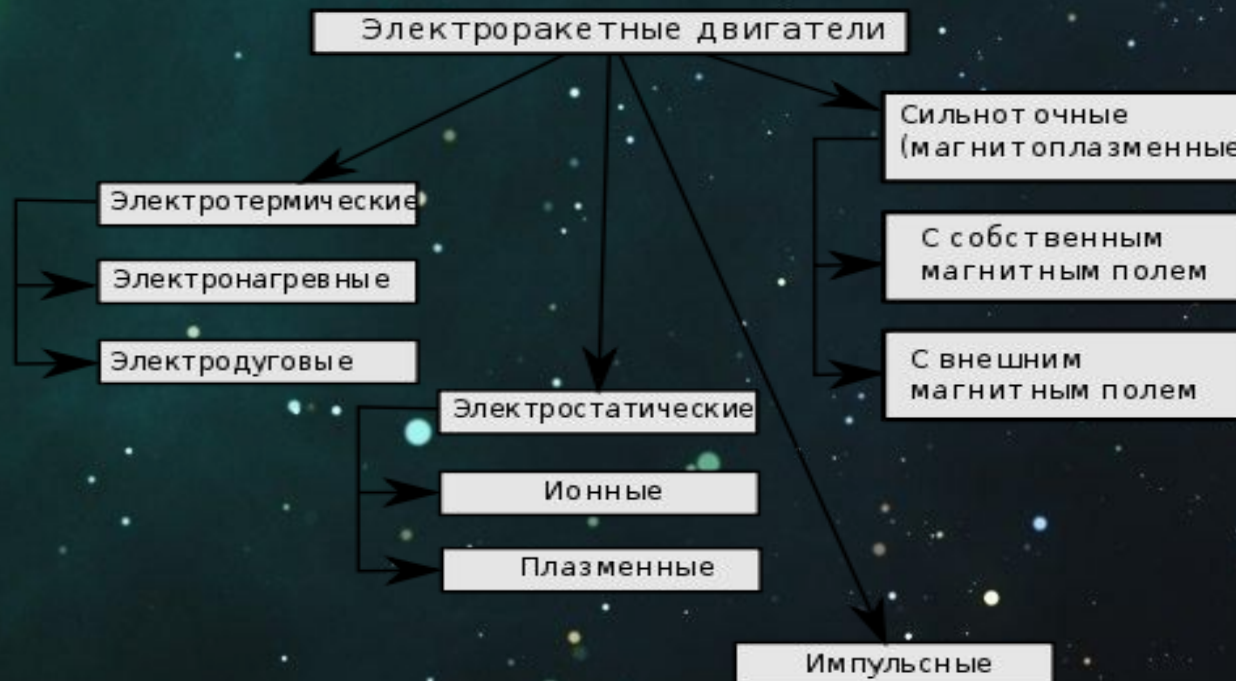 Электроракетные двигатели
Сильноточные
(магнитоплазменные
Электротермические
С собственным
магнитным полем
Электронагревные
Электродуговые
С внешним
магнитным полем
Электростатические
Ионные
Плазменные
Импульсные